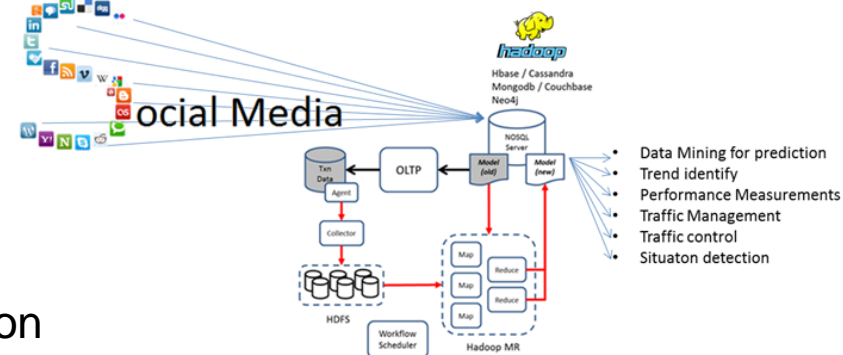 hadoop
Hbase / Cassandra
Mongodb / Couchbase
Neo4j
ocial Media
NOSQL
Server
Model
(old)
Model
(new)
OLTP
Txn
Data
Agent
Collector
HDFS
Map
Map
Map
Reduce
Reduce
Workflow
Scheduler
Hadoop MR
• Data Mining for prediction
• Trend identify
• Performance Measurements
• Traffic Management
• Traffic control
• Situaton detection
on